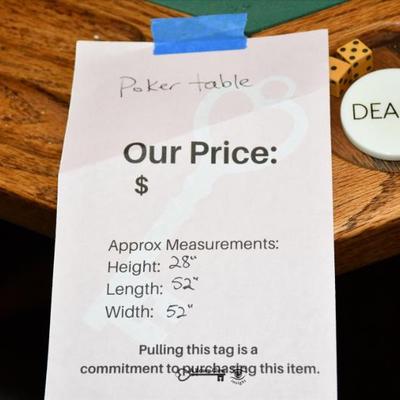 Poker table
Our Price:
$
Approx Measurements:
Height: 28"
Length: 52"
Width: 52"
Pulling this tag is a
commitment to purchasing this item.
DEA